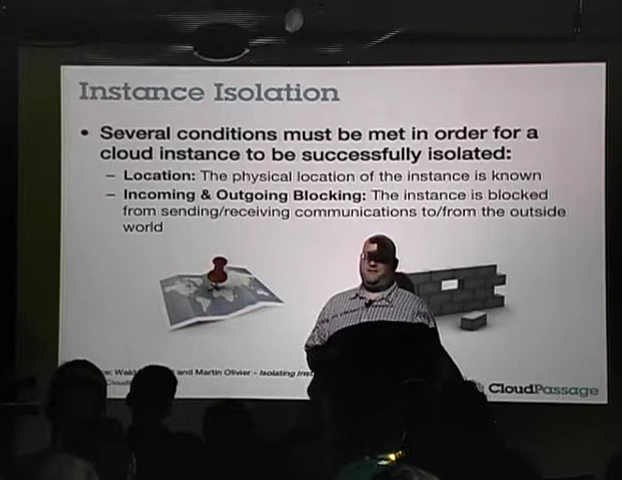 Instance Isolation
• Several conditions must be met in order for a
cloud instance to be successfully isolated:
– Location: The physical location of the instance is known
– Incoming & Outgoing Blocking: The instance is blocked
from sending/receiving communications to/from the outside
world
and Martin Olivier - Isolating
CloudPassage